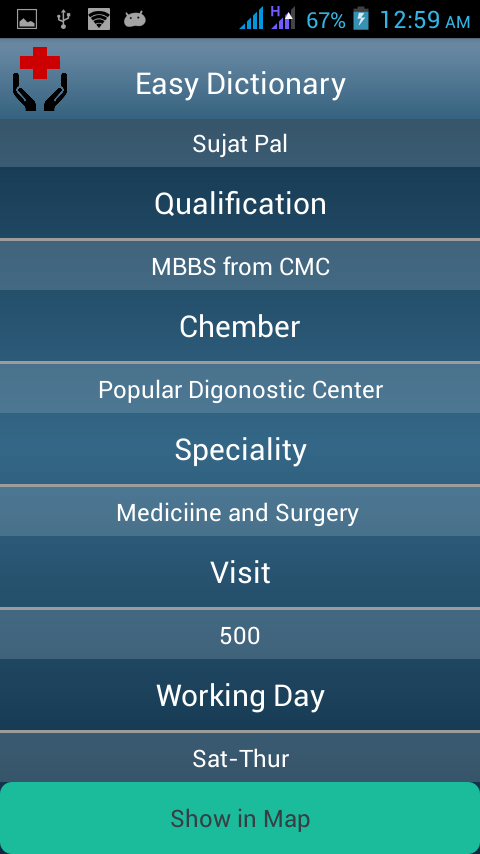 H
67% 12:59 AM
Easy Dictionary
Sujat Pal
Qualification
MBBS from CMC
Chember
Popular Digonostic Center
Speciality
Mediciine and Surgery
Visit
500
Working Day
Sat-Thur
Show in Map